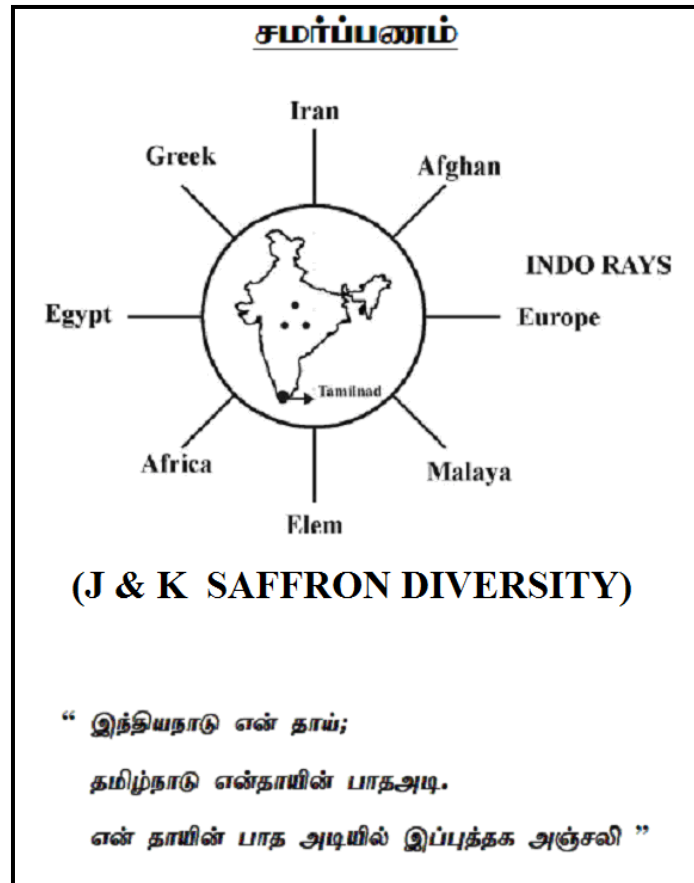 சமர்ப்பணம்
Iran
Greek
Afghan
INDO RAYS
Egypt
Europe
Tamilnad
Africa
Malaya
Elem
(J & K SAFFRON DIVERSITY)
“ இந்தியநாடு என் தாய்;
தமிழ்நாடு என்தாயின் பாதஅடி.
என் தாயின் பாத அடியில் இப்புத்தக அஞ்சலி ”